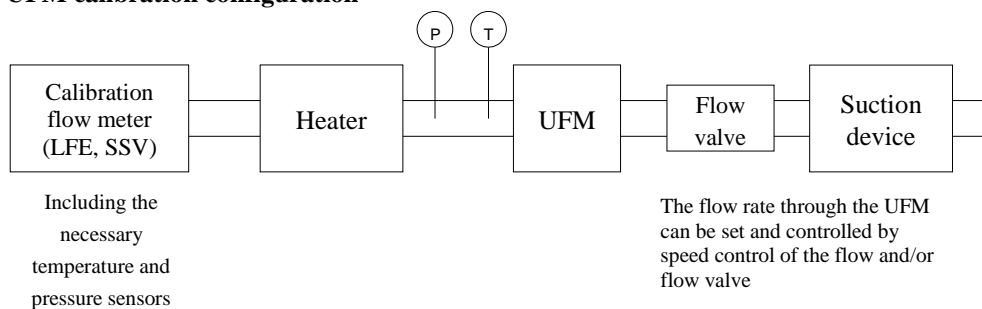 UFM calibration configuration
P
T
Calibration
flow meter
(LFE, SSV)
Heater
UFM
Flow
valve
Suction
device
Including the
necessary
temperature and
pressure sensors
The flow rate through the UFM
can be set and controlled by
speed control of the flow and/or
flow valve